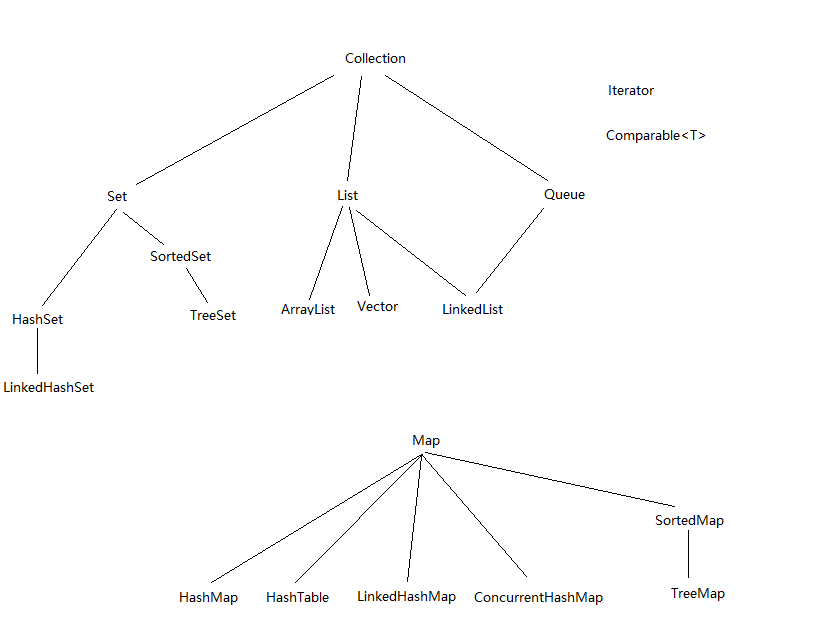 Collection
Iterator
Comparable<T>
Set
List
Queue
SortedSet
HashSet
TreeSet
ArrayList
Vector
LinkedList
LinkedHashSet
Map
SortedMap
HashMap
HashTable
LinkedHashMap
ConcurrentHashMap
TreeMap